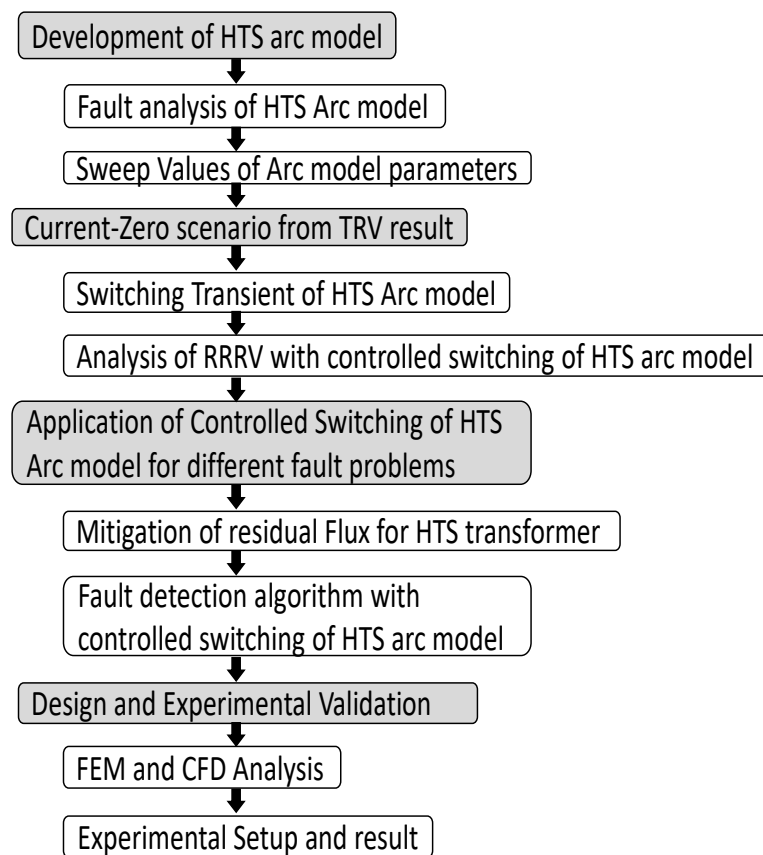 Development of HTS arc model
Fault analysis of HTS Arc model
Sweep Values of Arc model parameters
Current-Zero scenario from TRV result
Switching Transient of HTS Arc model
Analysis of RRRV with controlled switching of HTS arc model
Application of Controlled Switching of HTS
Arc model for different fault problems
Mitigation of residual Flux for HTS transformer
Fault detection algorithm with
controlled switching of HTS arc model
Design and Experimental Validation
FEM and CFD Analysis
Experimental Setup and result